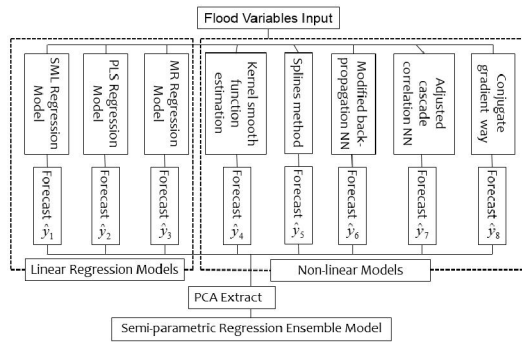 Flood Variables Input
SML Regression
Model
PLS Regression
Model
MR Regression
Model
Kernel smooth
function
estimation
Splines method
Modified back-
propagation NN
Adjusted
cascade
correlation NN
Conjugate
gradient way
Forecast ŷ₁
Forecast ŷ₂
Forecast ŷ₃
Forecast ŷ₄
Forecast ŷ₅
Forecast ŷ₆
Forecast ŷ₇
Forecast ŷ₈
Linear Regression Models
Non-linear Models
PCA Extract
Semi-parametric Regression Ensemble Model